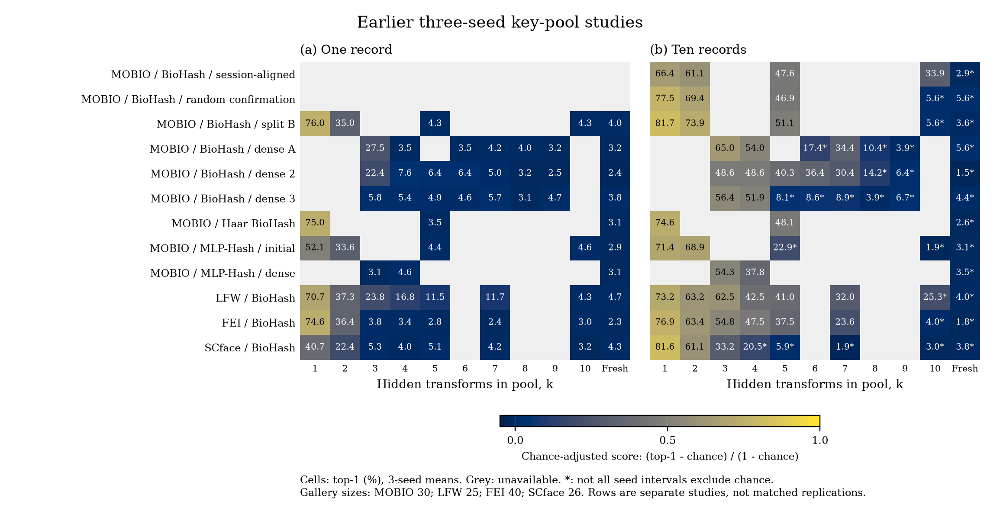 Earlier three-seed key-pool studies
(a) One record
(b) Ten records
MOBIO / BioHash / session-aligned 66.4 61.1 47.6 33.9 2.9*
MOBIO / BioHash / random confirmation 77.5 69.4 46.9 5.6* 5.6*
MOBIO / BioHash / split B 76.0 35.0 4.3 4.3 4.0 81.7 73.9 51.1 5.6* 3.6*
MOBIO / BioHash / dense A 27.5 3.5 3.5 4.2 4.0 3.2 3.2 65.0 54.0 17.4* 34.4 10.4* 3.9* 5.6*
MOBIO / BioHash / dense 2 22.4 7.6 6.4 6.4 5.0 3.2 2.5 2.4 48.6 48.6 40.3 36.4 30.4 14.2* 6.4* 1.5*
MOBIO / BioHash / dense 3 5.8 5.4 4.9 4.6 5.7 3.1 4.7 3.8 56.4 51.9 8.1* 8.6* 8.9* 3.9* 6.7* 4.4*
MOBIO / Haar BioHash 75.0 3.5 3.1 74.6 48.1 2.6*
MOBIO / MLP-Hash / initial 52.1 33.6 4.4 4.6 2.9 71.4 68.9 22.9* 1.9* 3.1*
MOBIO / MLP-Hash / dense 3.1 4.6 3.1 54.3 37.8 3.5*
LFW / BioHash 70.7 37.3 23.8 16.8 11.5 11.7 4.3 4.7 73.2 63.2 62.5 42.5 41.0 32.0 25.3* 4.0*
FEI / BioHash 74.6 36.4 3.8 3.4 2.8 2.4 3.0 2.3 76.9 63.4 54.8 47.5 37.5 23.6 4.0* 1.8*
SCface / BioHash 40.7 22.4 5.3 4.0 5.1 4.2 3.2 4.3 81.6 61.1 33.2 20.5* 5.9* 1.9* 3.0* 3.8*
1 2 3 4 5 6 7 8 9 10 Fresh 1 2 3 4 5 6 7 8 9 10 Fresh
Hidden transforms in pool, k
Hidden transforms in pool, k
0.0 0.5 1.0
Chance-adjusted score: (top-1 - chance) / (1 - chance)
Cells: top-1 (%), 3-seed means. Grey: unavailable. *: not all seed intervals exclude chance.
Gallery sizes: MOBIO 30; LFW 25; FEI 40; SCface 26. Rows are separate studies, not matched replications.